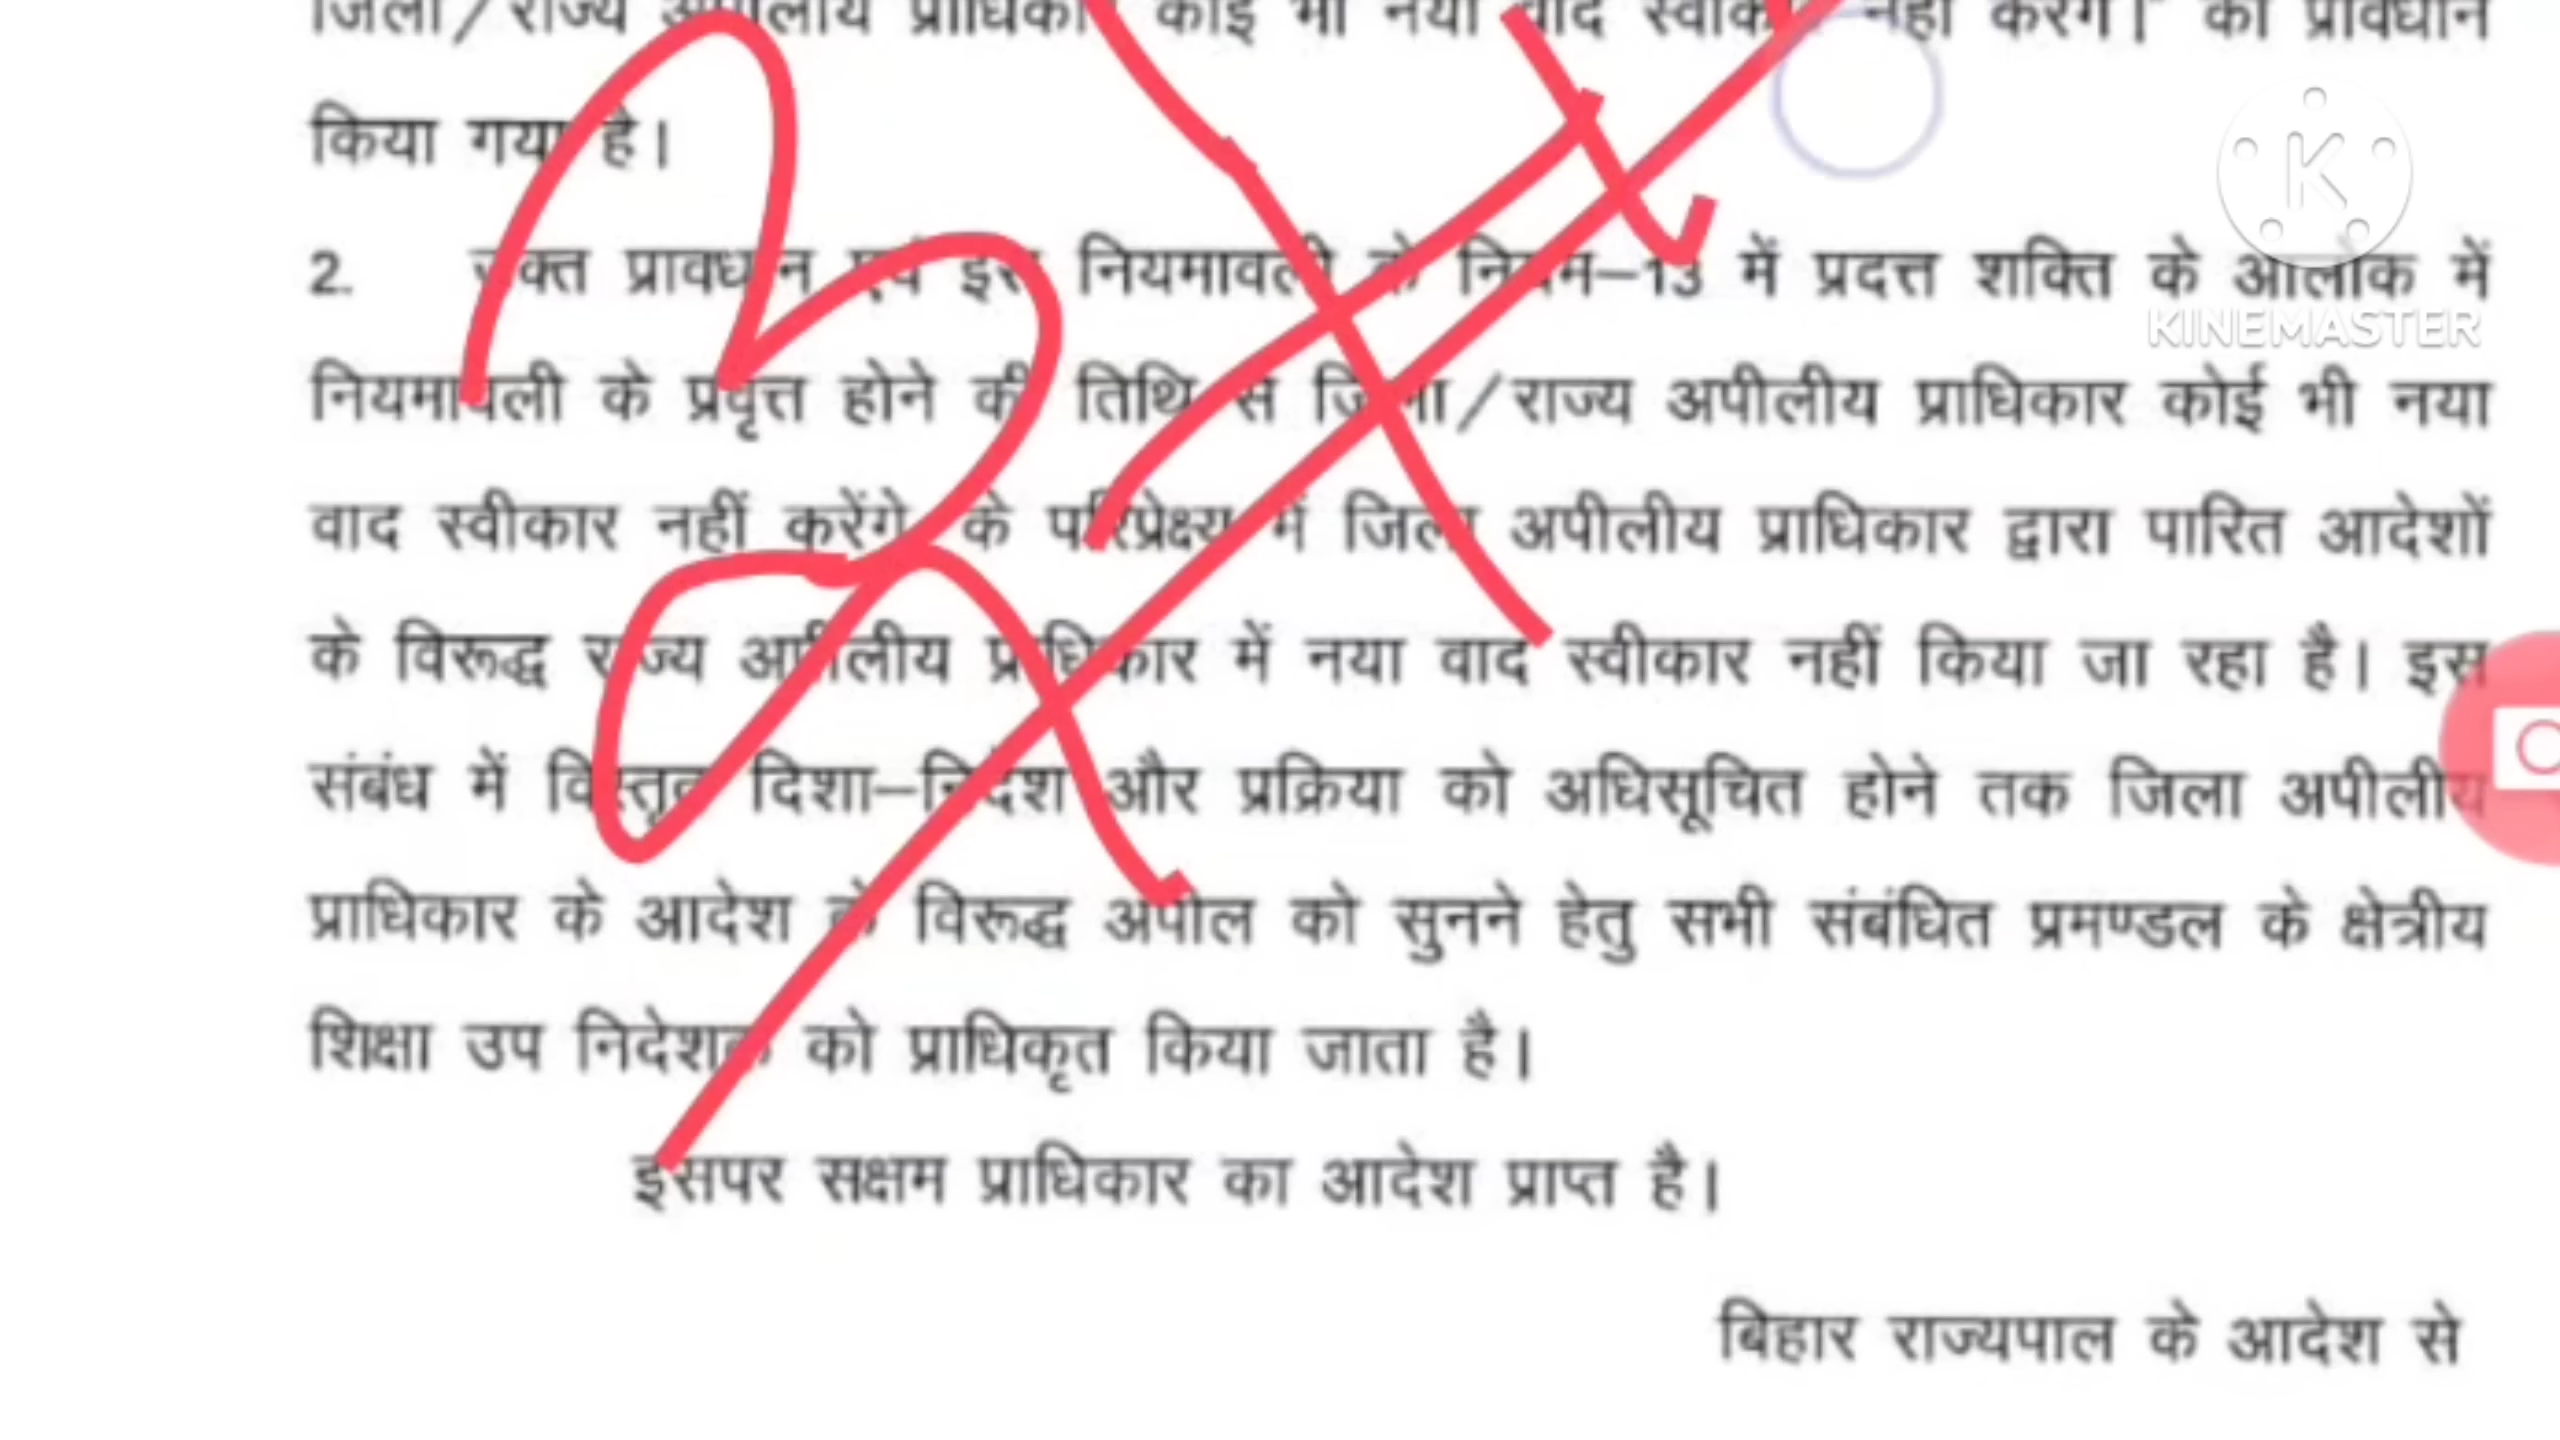 जिला/राज्य अपीलीय प्राधिकार कोई भी नया वाद स्वीकार नहीं करेंगे।" का प्रावधान
किया गया है।
2. उक्त प्रावधान एवं इस नियमावली के नियम–13 में प्रदत्त शक्ति के आलोक में
नियमावली के प्रवृत्त होने की तिथि से जिला/राज्य अपीलीय प्राधिकार कोई भी नया
वाद स्वीकार नहीं करेंगे, के परिप्रेक्ष्य में जिला अपीलीय प्राधिकार द्वारा पारित आदेशों
के विरूद्ध राज्य अपीलीय प्राधिकार में नया वाद स्वीकार नहीं किया जा रहा है। इस
संबंध में विस्तृत दिशा–निदेश और प्रक्रिया को अधिसूचित होने तक जिला अपीलीय
प्राधिकार के आदेश के विरूद्ध अपील को सुनने हेतु सभी संबंधित प्रमण्डल के क्षेत्रीय
शिक्षा उप निदेशक को प्राधिकृत किया जाता है।
इसपर सक्षम प्राधिकार का आदेश प्राप्त है।
बिहार राज्यपाल के आदेश से
K
KINEMASTER